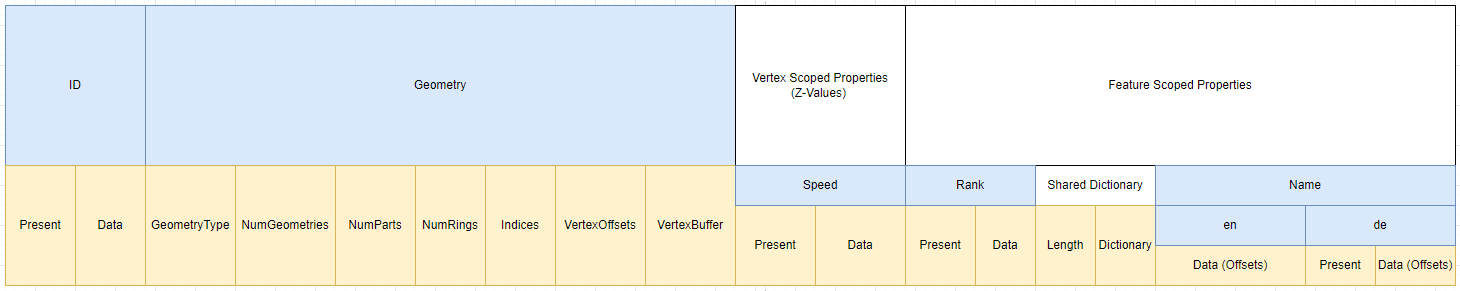 ID
Geometry
Vertex Scoped Properties
(Z-Values)
Feature Scoped Properties
Speed
Rank
Shared Dictionary
Name
Present
Data
GeometryType
NumGeometries
NumParts
NumRings
Indices
VertexOffsets
VertexBuffer
Present
Data
Present
Data
Length
Dictionary
en
de
Data (Offsets)
Present
Data (Offsets)